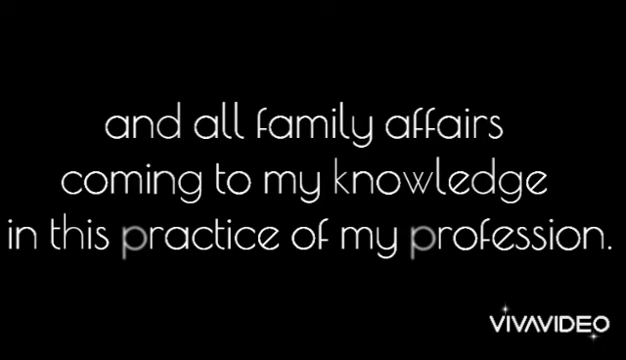 and all family affairs
coming to my knowledge
in this practice of my profession.
VIVAVIDEO